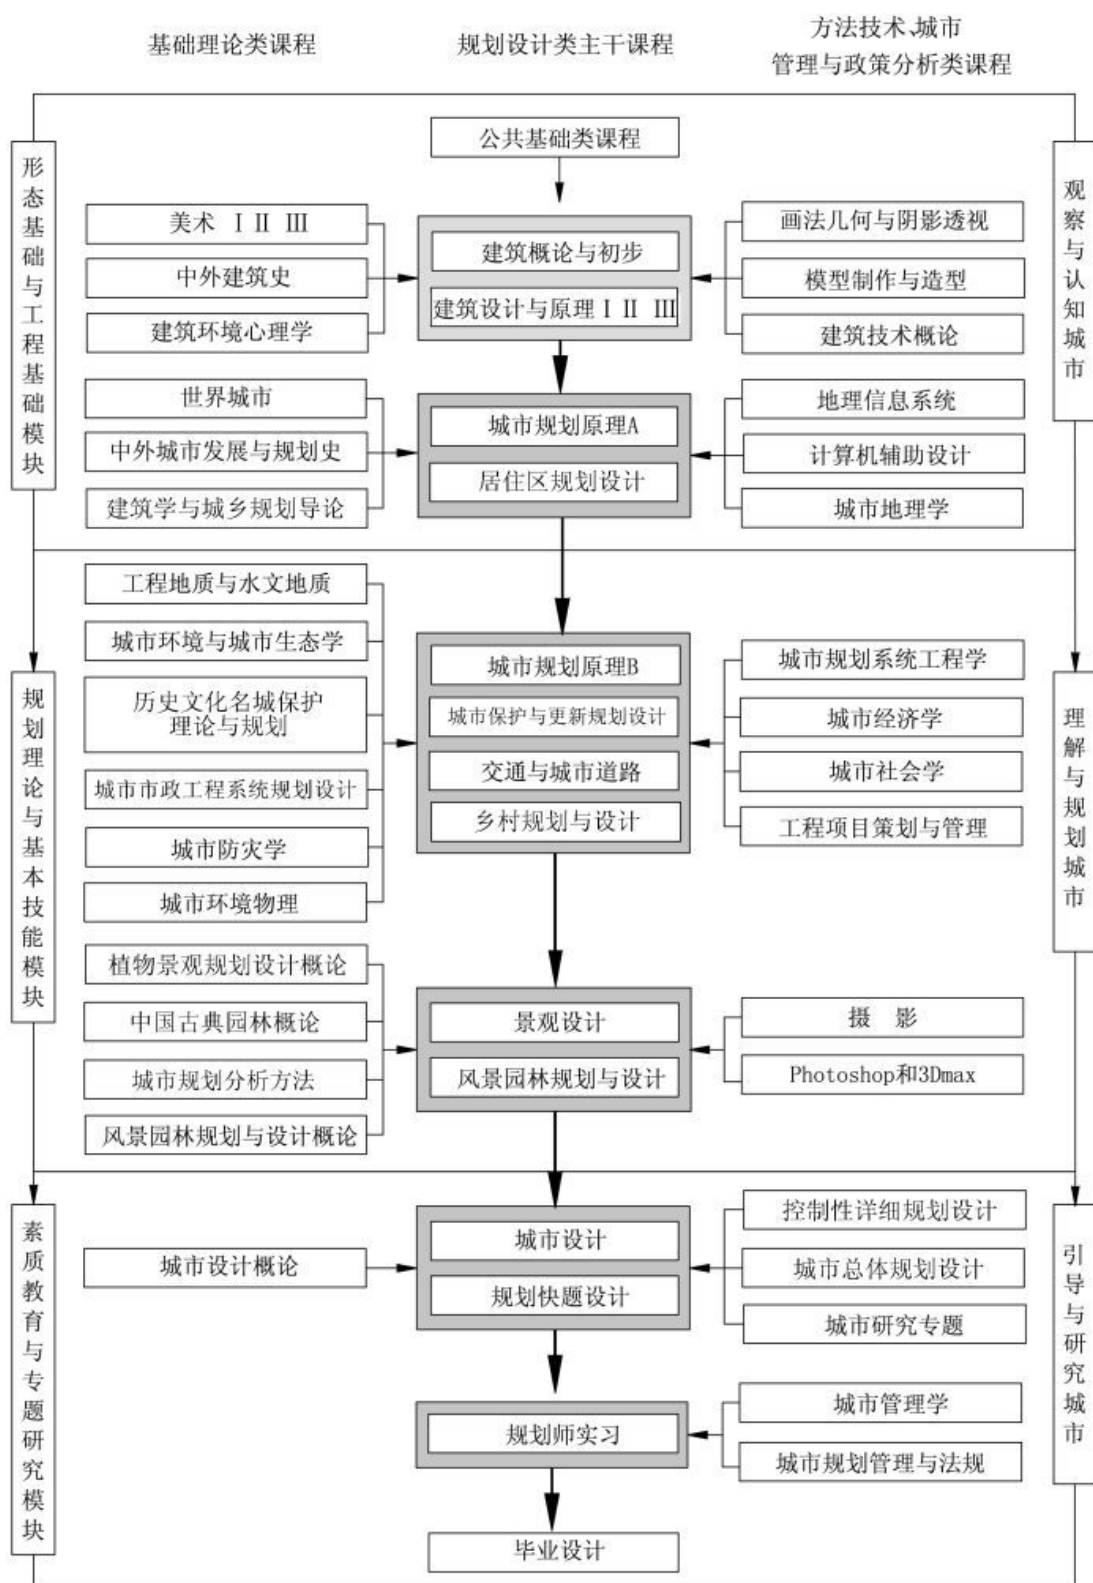 基础理论类课程
规划设计类主干课程
方法技术、城市
管理与政策分析类课程
形态基础与工程基础模块
公共基础类课程
观察与认知城市
美术 Ⅰ Ⅱ Ⅲ
中外建筑史
建筑环境心理学
建筑概论与初步
建筑设计与原理Ⅰ Ⅱ Ⅲ
画法几何与阴影透视
模型制作与造型
建筑技术概论
世界城市
中外城市发展与规划史
建筑学与城乡规划导论
城市规划原理A
居住区规划设计
地理信息系统
计算机辅助设计
城市地理学
规划理论与基本技能模块
工程地质与水文地质
城市环境与城市生态学
历史文化名城保护
理论与规划
城市市政工程系统规划设计
城市防灾学
城市环境物理
城市规划原理B
城市保护与更新规划设计
交通与城市道路
乡村规划与设计
城市规划系统工程学
城市经济学
城市社会学
工程项目策划与管理
理解与规划城市
植物景观规划设计概论
中国古典园林概论
城市规划分析方法
风景园林规划与设计概论
景观设计
风景园林规划与设计
摄 影
Photoshop和3Dmax
素质教育与专题研究模块
城市设计概论
城市设计
规划快题设计
控制性详细规划设计
城市总体规划设计
城市研究专题
引导与研究城市
规划师实习
城市管理学
城市规划管理与法规
毕业设计